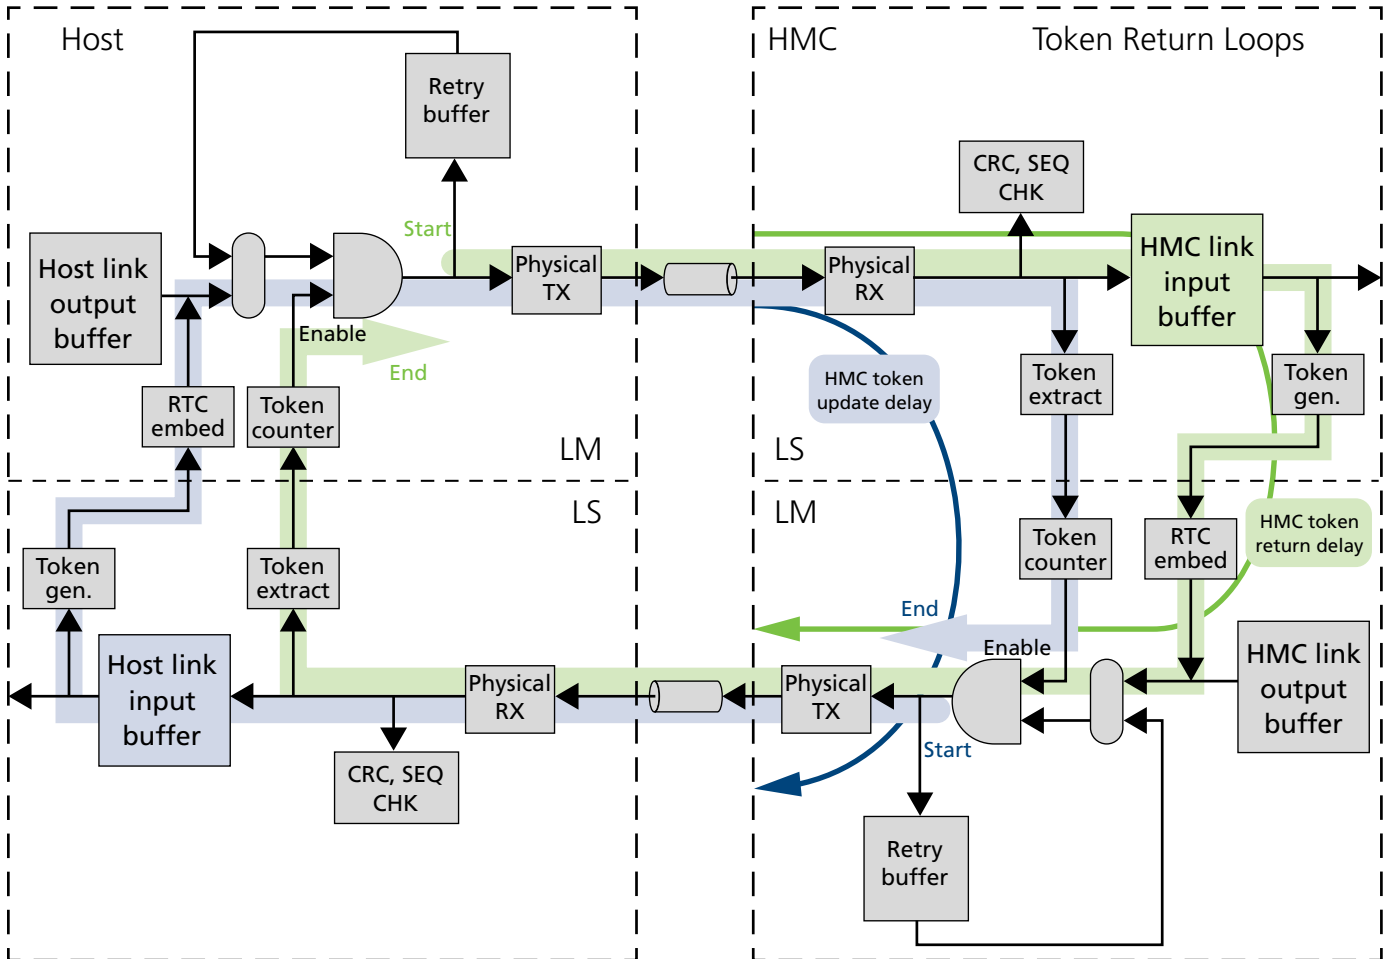 Host
HMC
Token Return Loops
Retry
buffer
CRC, SEQ
CHK
Start
Host link
output
buffer
Physical
TX
Physical
RX
HMC link
input
buffer
Enable
End
HMC token
update delay
Token
extract
Token
gen.
RTC
embed
Token
counter
LM
LS
LS
LM
Token
gen.
Token
extract
Token
counter
RTC
embed
HMC token
return delay
End
Enable
Host link
input
buffer
Physical
RX
Physical
TX
HMC link
output
buffer
Start
CRC, SEQ
CHK
Retry
buffer